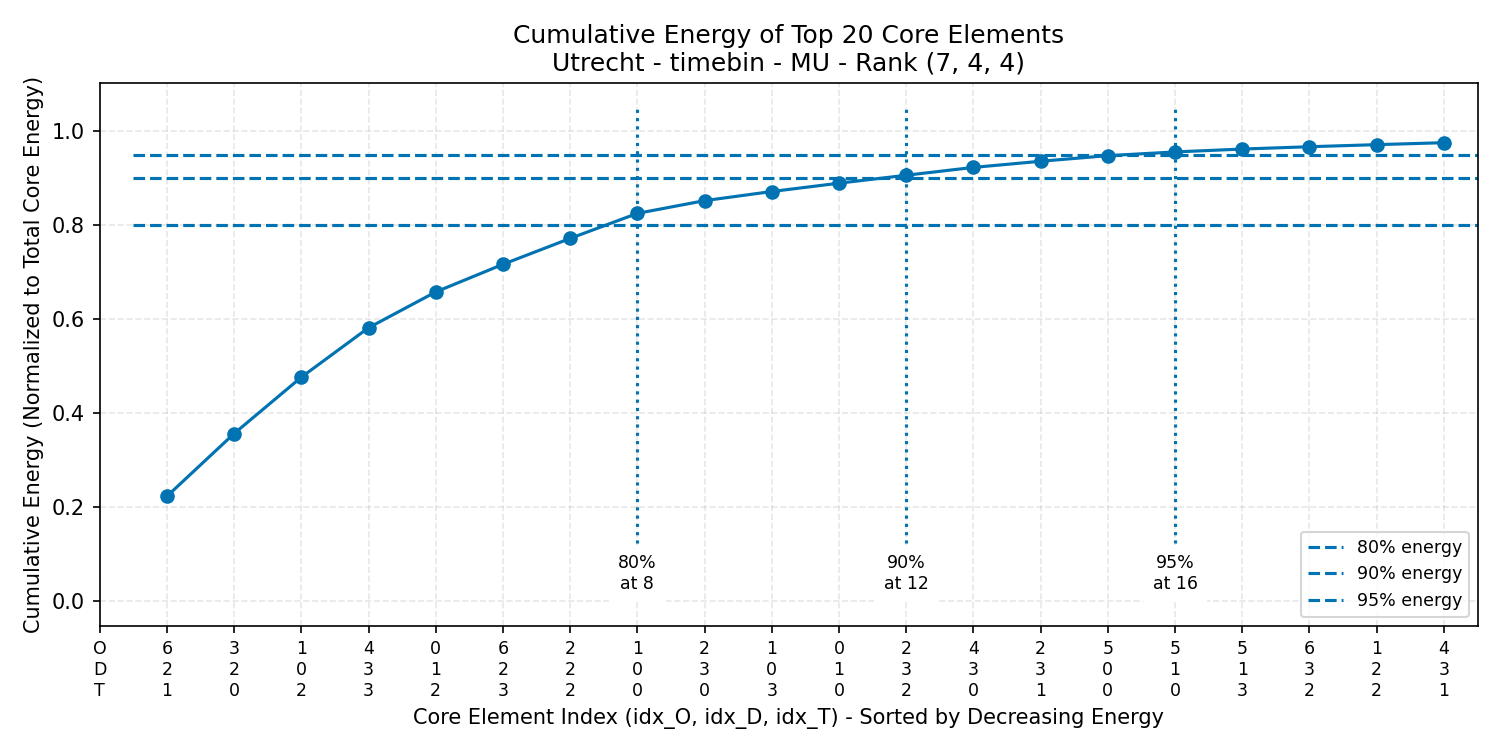 Cumulative Energy of Top 20 Core Elements
Utrecht - timebin - MU - Rank (7, 4, 4)
Cumulative Energy (Normalized to Total Core Energy)
1.0
0.8
0.6
0.4
0.2
0.0
80%
at 8
90%
at 12
95%
at 16
80% energy
90% energy
95% energy
O 6 3 1 4 0 6 2 1 2 1 0 2 4 2 5 5 5 6 1 4
D 2 2 0 3 1 2 2 0 3 0 1 3 3 3 0 1 1 3 2 3
T 1 0 2 3 2 3 2 0 0 3 0 2 0 1 0 0 3 2 2 1
Core Element Index (idx_O, idx_D, idx_T) - Sorted by Decreasing Energy